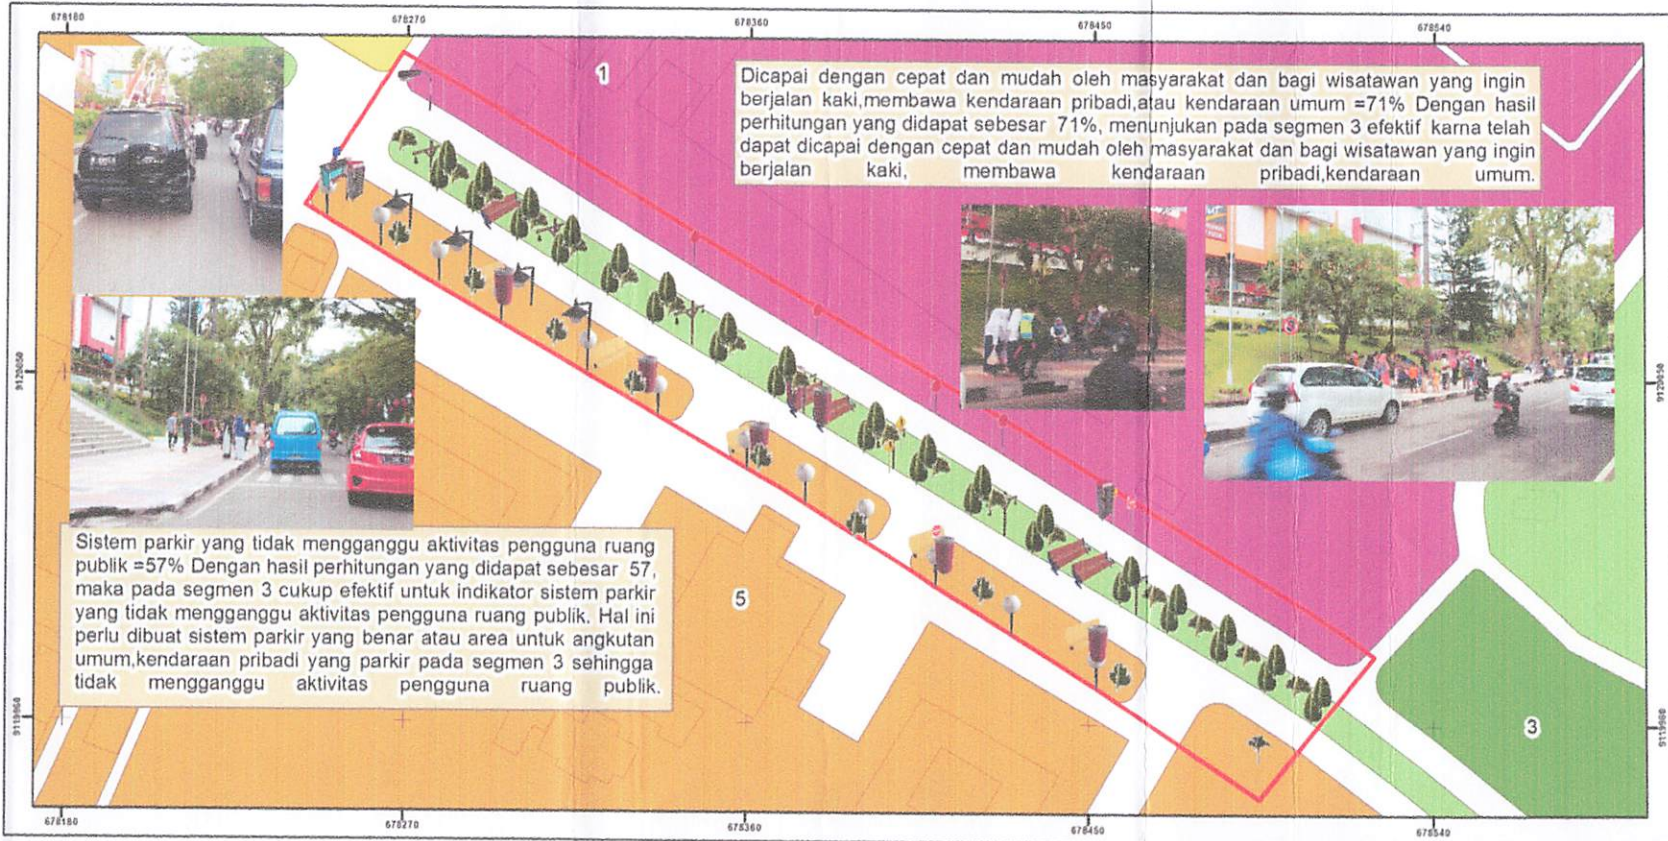 678180
678270
678360
678450
678540
1
Dicapai dengan cepat dan mudah oleh masyarakat dan bagi wisatawan yang ingin
berjalan kaki,membawa kendaraan pribadi,atau kendaraan umum =71% Dengan hasil
perhitungan yang didapat sebesar 71%, menunjukan pada segmen 3 efektif karna telah
dapat dicapai dengan cepat dan mudah oleh masyarakat dan bagi wisatawan yang ingin
berjalan kaki, membawa kendaraan pribadi,kendaraan umum.
9120050
9120050
Sistem parkir yang tidak mengganggu aktivitas pengguna ruang
publik =57% Dengan hasil perhitungan yang didapat sebesar 57,
maka pada segmen 3 cukup efektif untuk indikator sistem parkir
yang tidak mengganggu aktivitas pengguna ruang publik. Hal ini
perlu dibuat sistem parkir yang benar atau area untuk angkutan
umum,kendaraan pribadi yang parkir pada segmen 3 sehingga
tidak mengganggu aktivitas pengguna ruang publik.
5
3
9119960
9119960
678180
678270
678360
678450
678540